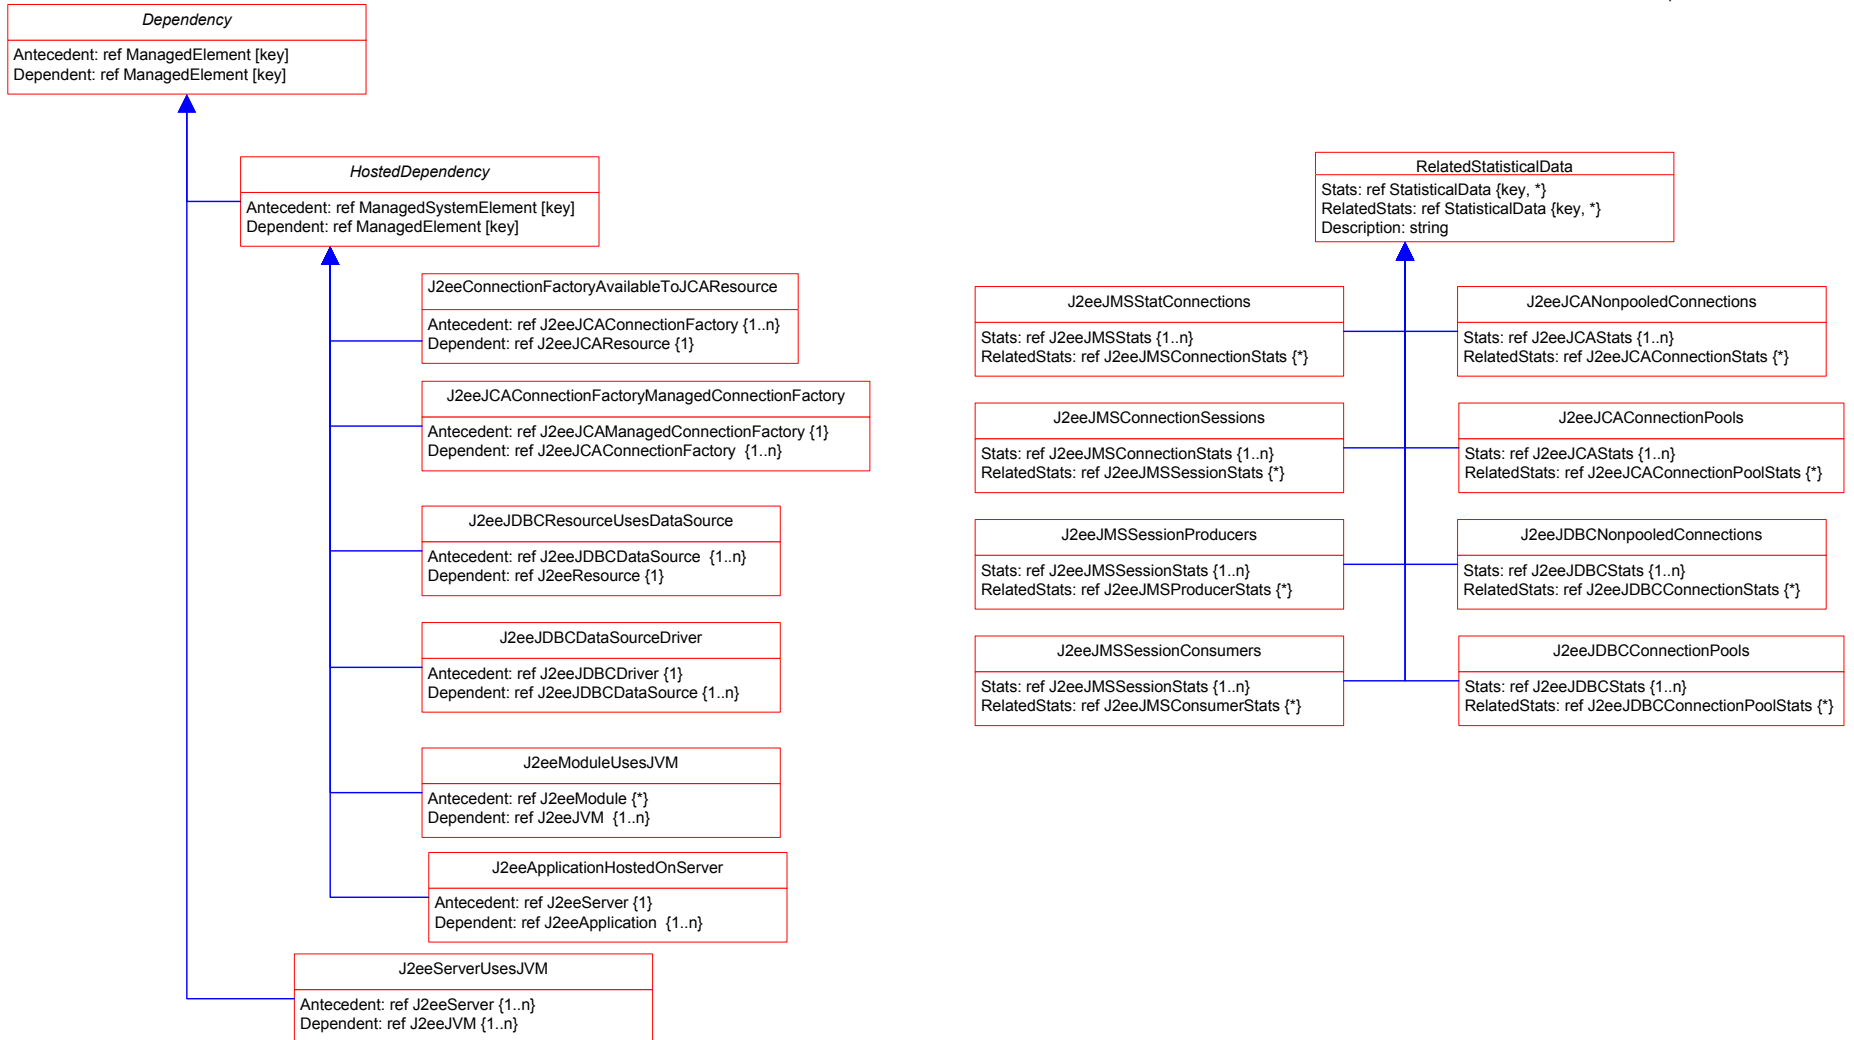 Dependency
Antecedent: ref ManagedElement [key]
Dependent: ref ManagedElement [key]
HostedDependency
Antecedent: ref ManagedSystemElement [key]
Dependent: ref ManagedElement [key]
J2eeConnectionFactoryAvailableToJCAResource
Antecedent: ref J2eeJCAConnectionFactory {1..n}
Dependent: ref J2eeJCAResource {1}
J2eeJCAConnectionFactoryManagedConnectionFactory
Antecedent: ref J2eeJCAManagedConnectionFactory {1}
Dependent: ref J2eeJCAConnectionFactory {1..n}
J2eeJDBCResourceUsesDataSource
Antecedent: ref J2eeJDBCDataSource {1..n}
Dependent: ref J2eeResource {1}
J2eeJDBCDataSourceDriver
Antecedent: ref J2eeJDBCDriver {1}
Dependent: ref J2eeJDBCDataSource {1..n}
J2eeModuleUsesJVM
Antecedent: ref J2eeModule {*}
Dependent: ref J2eeJVM {1..n}
J2eeApplicationHostedOnServer
Antecedent: ref J2eeServer {1}
Dependent: ref J2eeApplication {1..n}
J2eeServerUsesJVM
Antecedent: ref J2eeServer {1..n}
Dependent: ref J2eeJVM {1..n}
RelatedStatisticalData
Stats: ref StatisticalData {key, *}
RelatedStats: ref StatisticalData {key, *}
Description: string
J2eeJMSStatConnections
Stats: ref J2eeJMSStats {1..n}
RelatedStats: ref J2eeJMSConnectionStats {*}
J2eeJCANonpooledConnections
Stats: ref J2eeJCAStats {1..n}
RelatedStats: ref J2eeJCAConnectionStats {*}
J2eeJMSConnectionSessions
Stats: ref J2eeJMSConnectionStats {1..n}
RelatedStats: ref J2eeJMSSessionStats {*}
J2eeJCAConnectionPools
Stats: ref J2eeJCAStats {1..n}
RelatedStats: ref J2eeJCAConnectionPoolStats {*}
J2eeJMSSessionProducers
Stats: ref J2eeJMSSessionStats {1..n}
RelatedStats: ref J2eeJMSProducerStats {*}
J2eeJDBCNonpooledConnections
Stats: ref J2eeJDBCStats {1..n}
RelatedStats: ref J2eeJDBCConnectionStats {*}
J2eeJMSSessionConsumers
Stats: ref J2eeJMSSessionStats {1..n}
RelatedStats: ref J2eeJMSConsumerStats {*}
J2eeJDBCConnectionPools
Stats: ref J2eeJDBCStats {1..n}
RelatedStats: ref J2eeJDBCConnectionPoolStats {*}